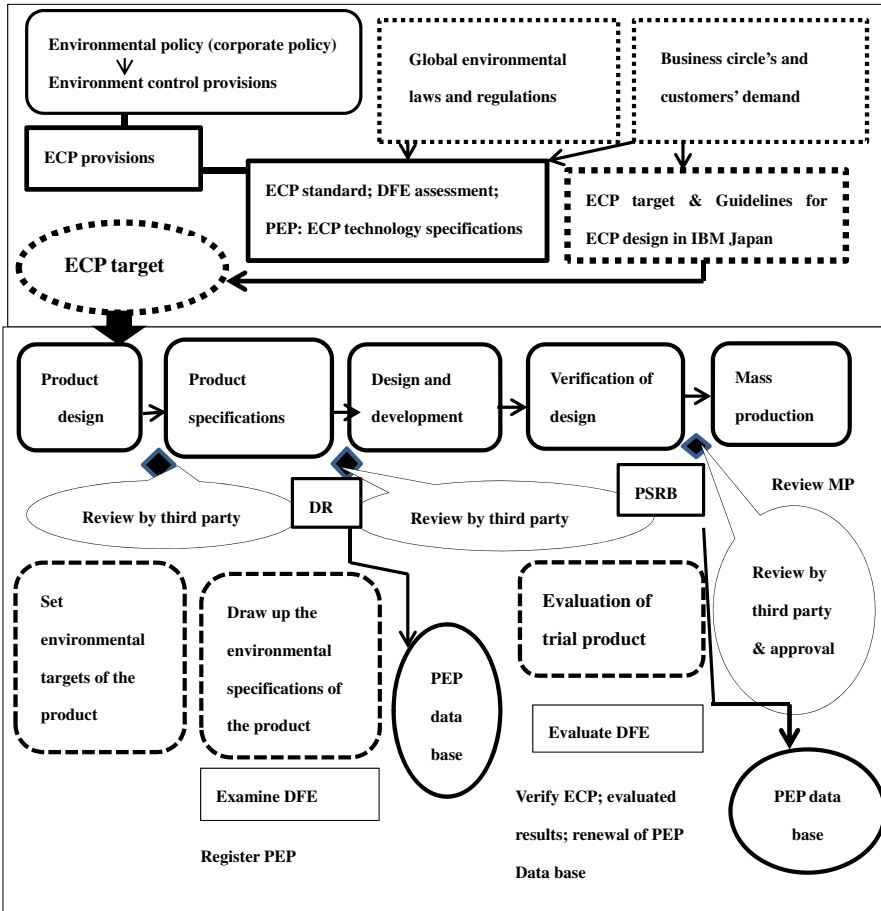 Environmental policy (corporate policy)
Environment control provisions
Global environmental
laws and regulations
Business circle's and
customers' demand
ECP provisions
ECP standard; DFE assessment;
PEP: ECP technology specifications
ECP target & Guidelines for
ECP design in IBM Japan
ECP target
Product
design
Product
specifications
Design and
development
Verification of
design
Mass
production
Review by third party
DR
Review by third party
PSRB
Review MP
Review by
third party
& approval
Set
environmental
targets of the
product
Draw up the
environmental
specifications of
the product
PEP
data
base
Evaluation of
trial product
Examine DFE
Register PEP
Evaluate DFE
Verify ECP; evaluated
results; renewal of PEP
Data base
PEP data
base